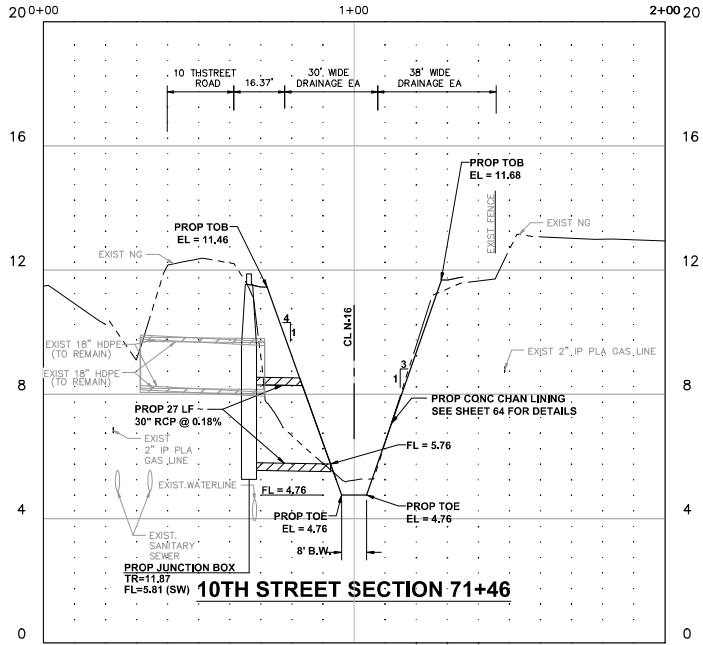 20 0+00 1+00 2+00 20
10 THSTREET ROAD
16.37'
30' WIDE
DRAINAGE EA
38' WIDE
DRAINAGE EA
16 16
PROP TOB
EL = 11.68
PROP TOB
EL = 11.46
EXIST FENCE
EXIST NG
EXIST NG
12 12
4
1
CL N-16
EXIST 18" HDPE
(TO REMAIN)
EXIST 18" HDPE
(TO REMAIN)
3
1
EXIST 2" IP PLA GAS LINE
8 8
PROP CONC CHAN LINING
SEE SHEET 64 FOR DETAILS
PROP 27 LF
30" RCP @ 0.18%
EXIST
2" IP PLA
GAS LINE
FL = 5.76
EXIST.WATERLINE
FL = 4.76
PROP TOE
EL = 4.76
PROP TOE
EL = 4.76
4 4
EXIST.
SANITARY
SEWER
8' B.W.
PROP JUNCTION BOX
TR=11.87
FL=5.81 (SW)
10TH STREET SECTION 71+46
0 0